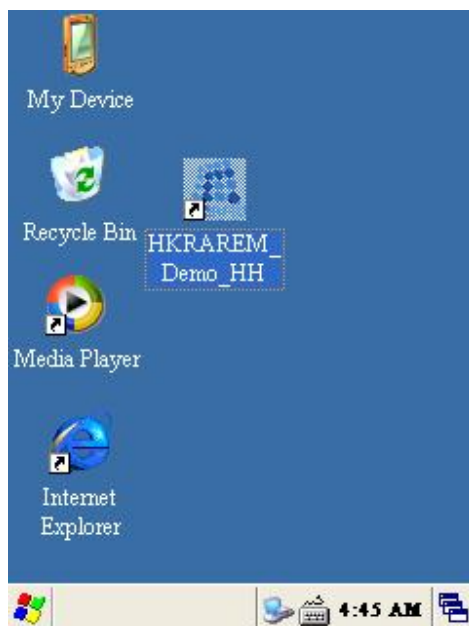 My Device
Recycle Bin
HKRAREM_
Demo_HH
Media Player
Internet
Explorer
4:45 AM